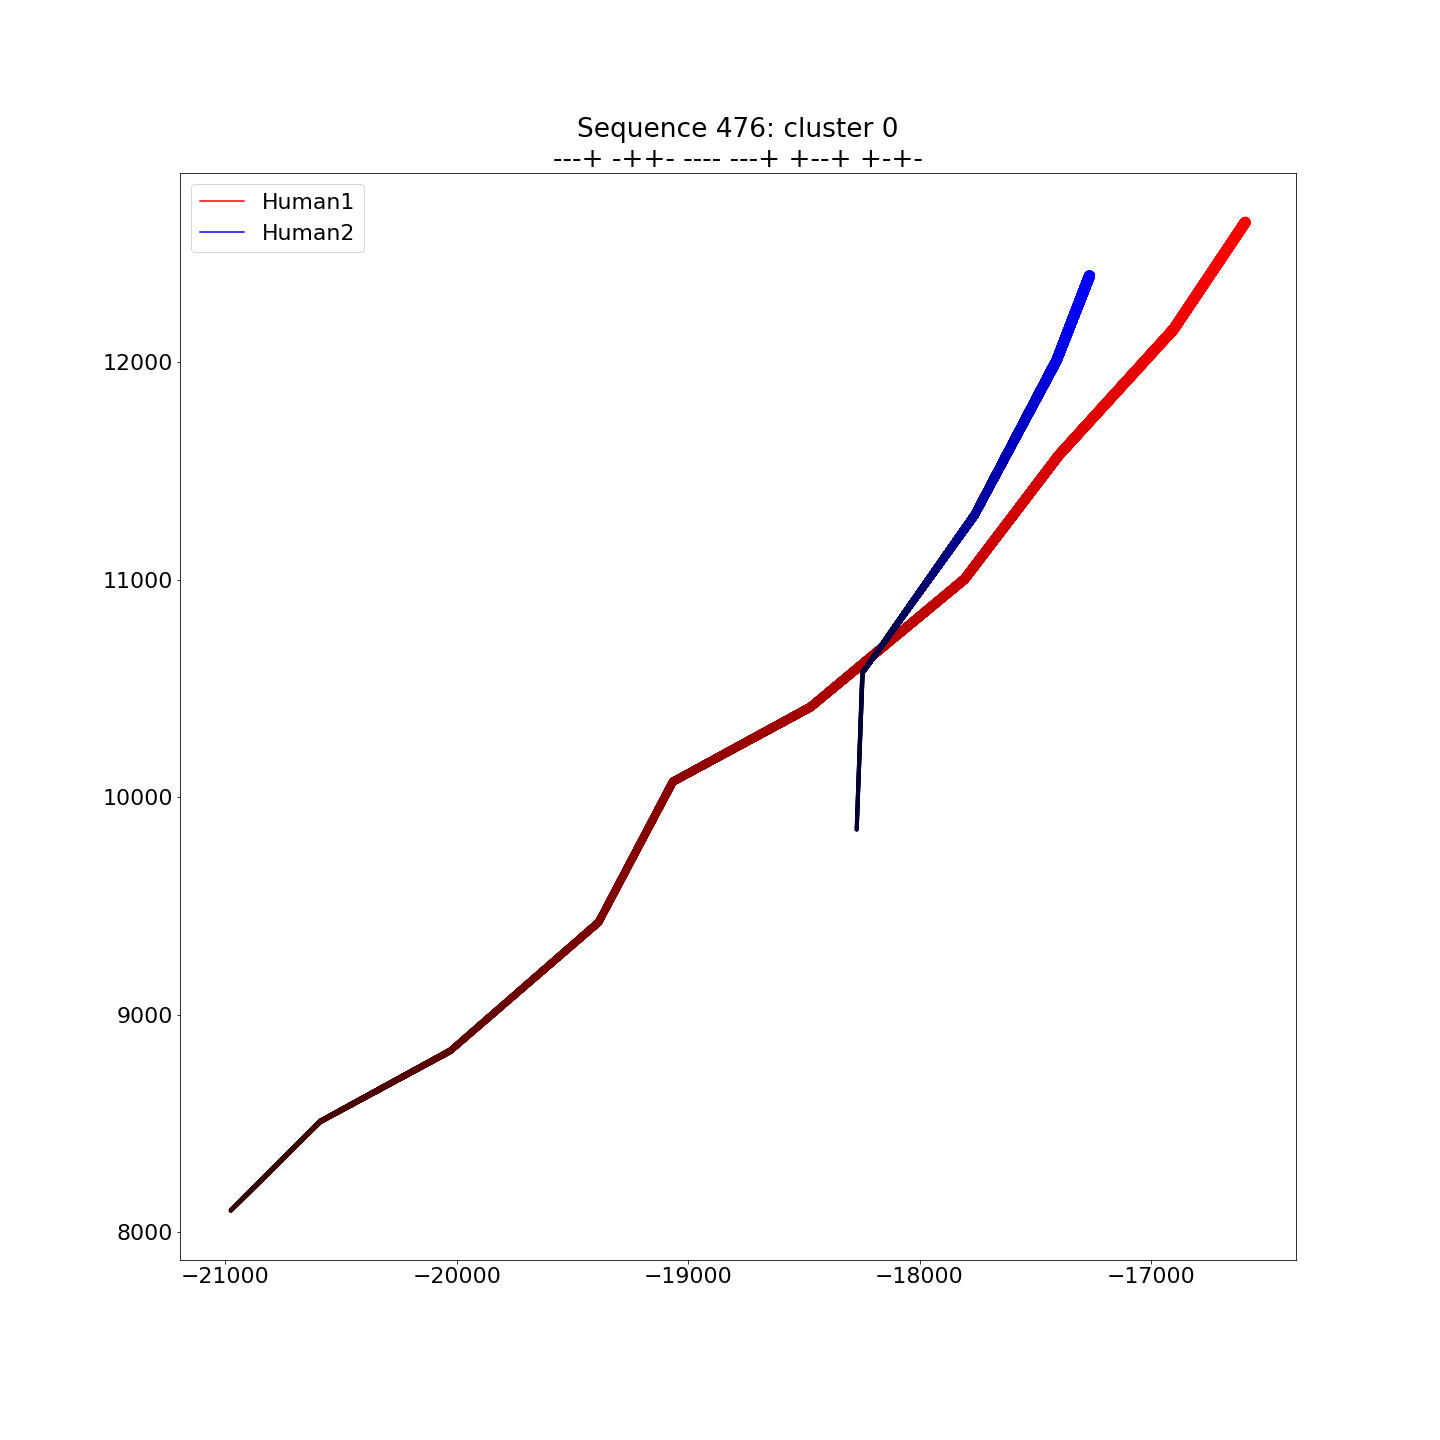 Sequence 476: cluster 0
---+ -++- ---- ---+ +--+ +-+-
Human1
Human2
12000
11000
10000
9000
8000
−21000 −20000 −19000 −18000 −17000